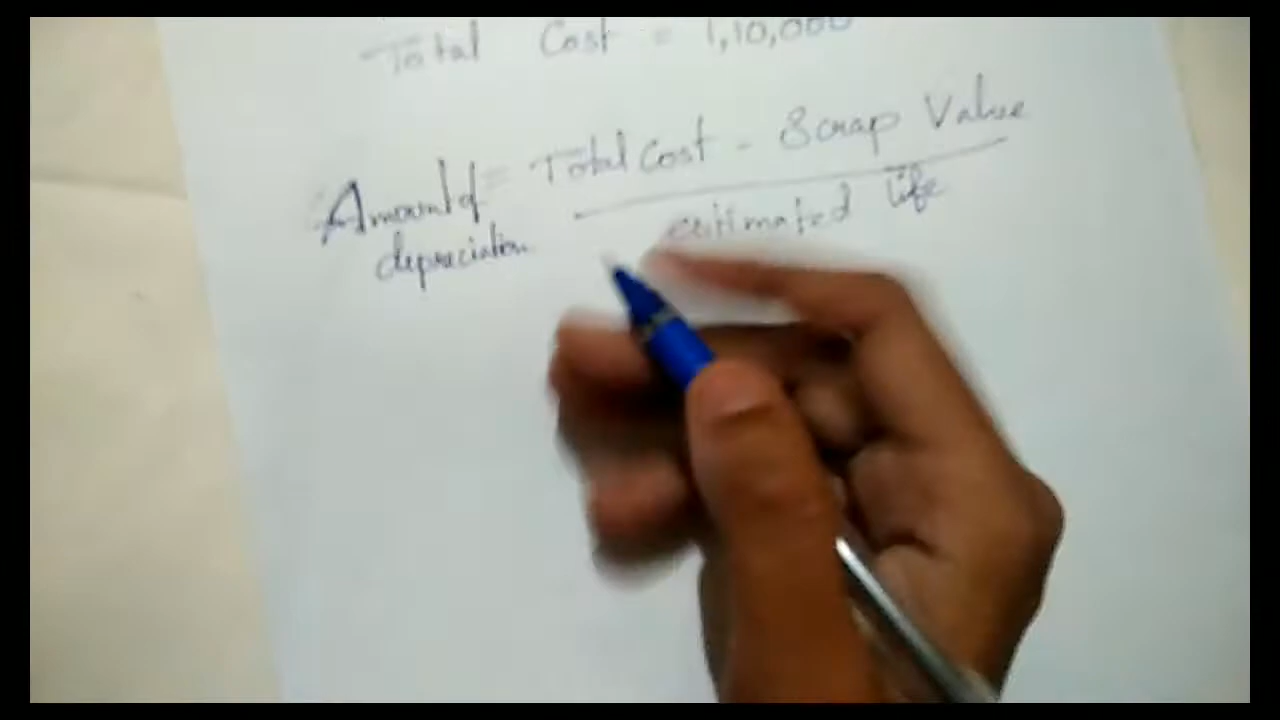 Total Cost = 1,10,000
Amount of = Total Cost - Scrap Value
depreciation estimated life